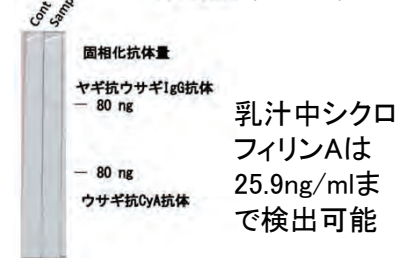 Cont
Samp
固相化抗体量
ヤギ抗ウサギIgG抗体
80 ng
80 ng
ウサギ抗CyA抗体
乳汁中シクロ
フィリンAは
25.9ng/mlま
で検出可能